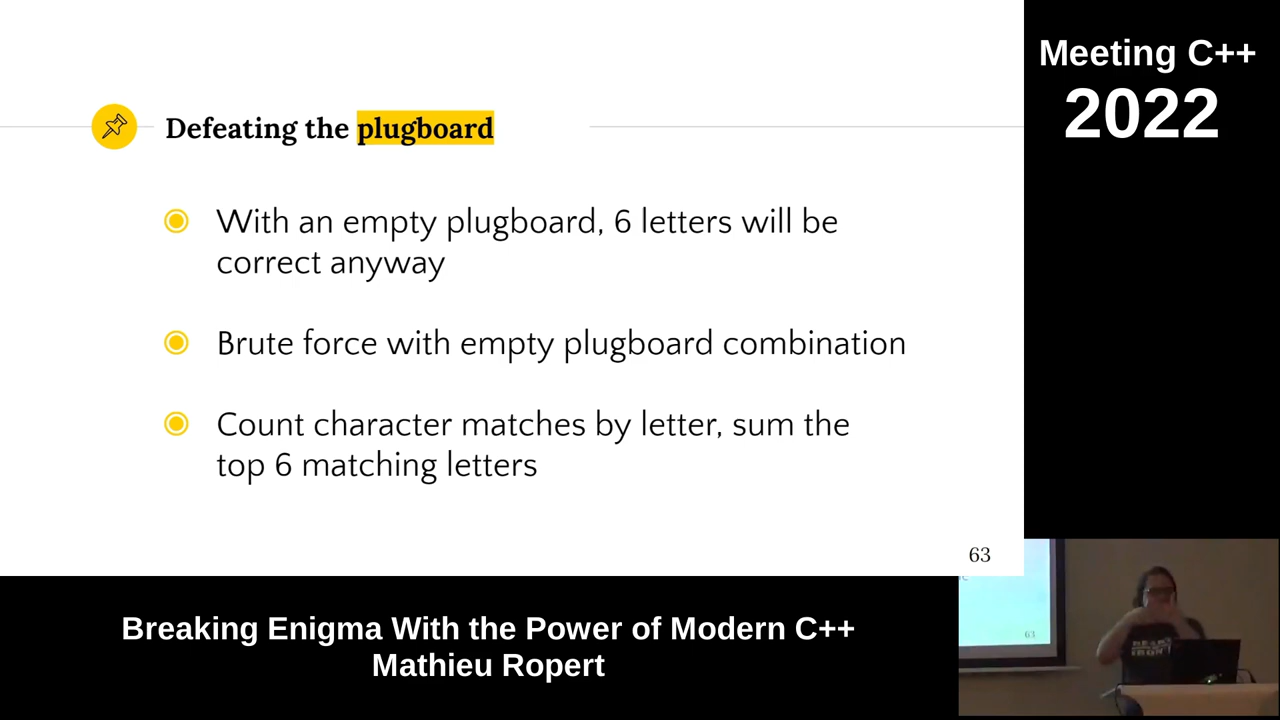 Meeting C++
2022
Defeating the plugboard
With an empty plugboard, 6 letters will be
correct anyway
Brute force with empty plugboard combination
Count character matches by letter, sum the
top 6 matching letters
63
63
Breaking Enigma With the Power of Modern C++
Mathieu Ropert